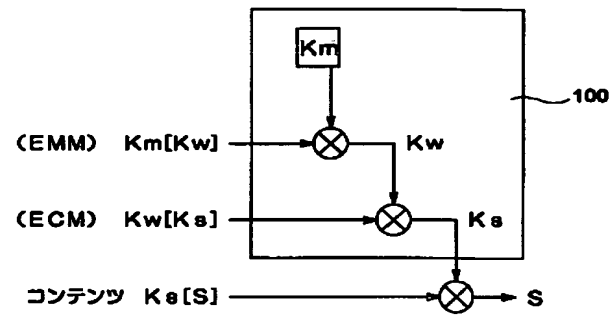 Km
100
(EMM) Km[Kw] Kw
(ECM) Kw[Ks] Ks
コンテンツ Ks[S] S